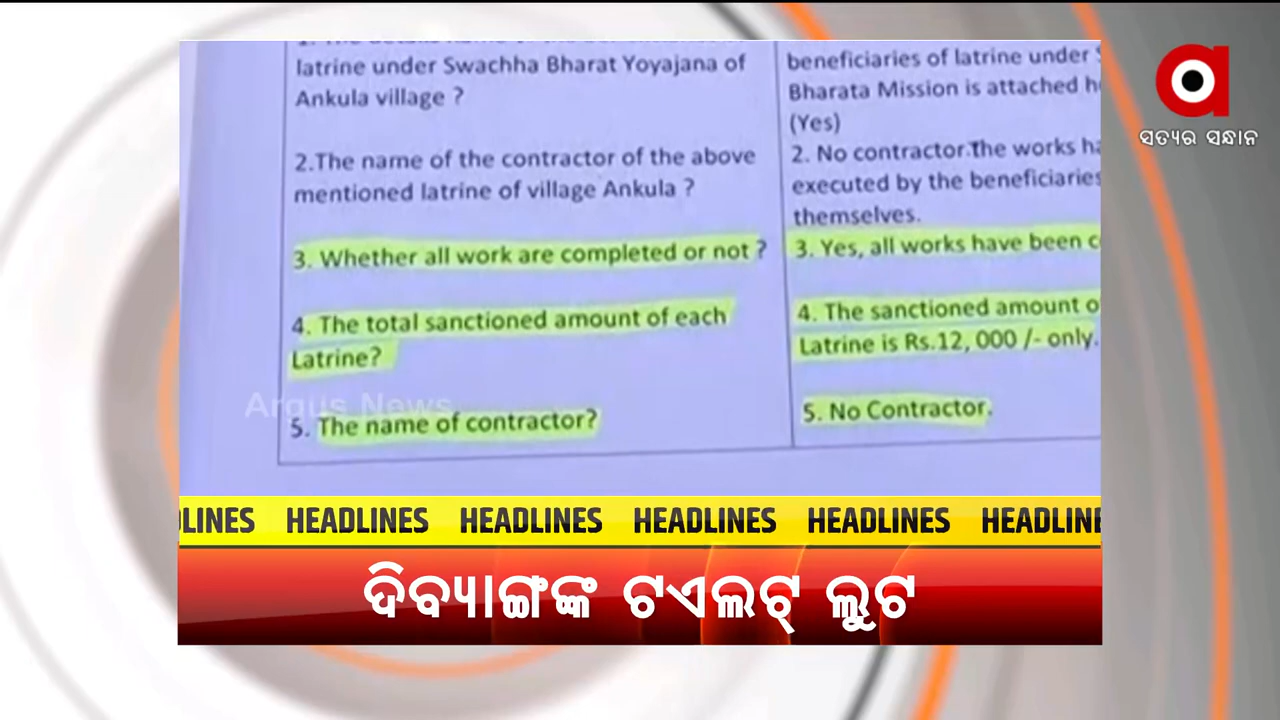 latrine under Swachha Bharat Yoyajana of
Ankula village ?
2.The name of the contractor of the above
mentioned latrine of village Ankula ?
3. Whether all work are completed or not ?
4. The total sanctioned amount of each
Latrine?
5. The name of contractor?
beneficiaries of latrine under
Bharata Mission is attached
(Yes)
2. No contractor.The works
executed by the beneficiaries
themselves.
3. Yes, all works have been
4. The sanctioned amount
Latrine is Rs.12, 000 /- only.
5. No Contractor.
Argus News
ସତ୍ୟର ସନ୍ଧାନ
LINES HEADLINES HEADLINES HEADLINES HEADLINES HEADLINE
ଦିବ୍ୟାଙ୍ଗଙ୍କ ଟଏଲଟ୍ ଲୁଟ